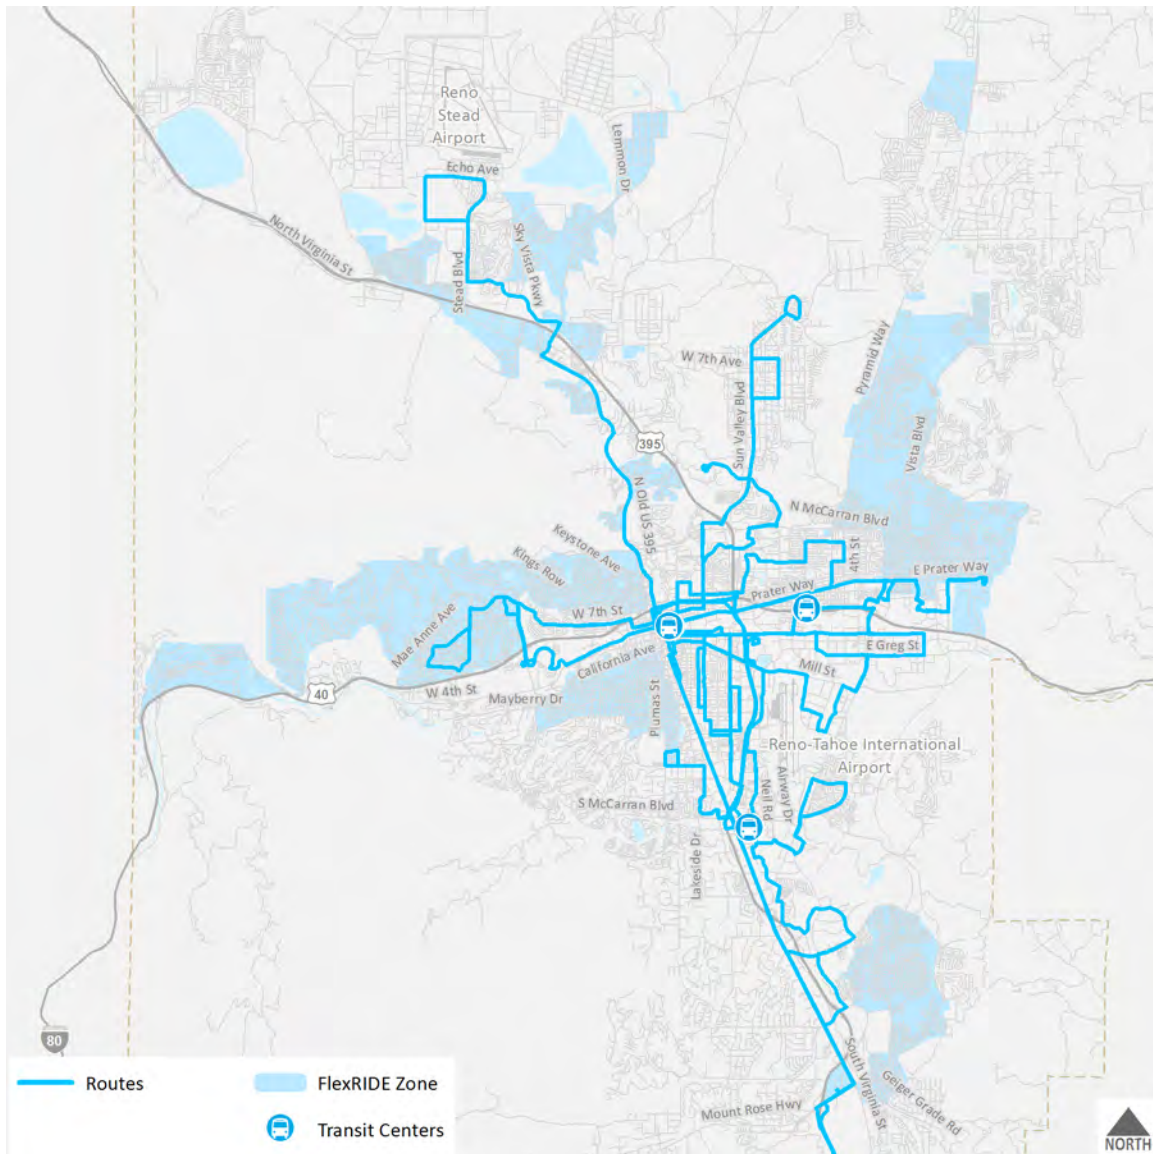 Reno
Stead
Airport
Echo Ave
Lemmon Dr
North Virginia St
Stead Blvd
Sky Vista Pkwy
W 7th Ave
Pyramid Way
Sun Valley Blvd
Vista Blvd
395
N Old US 395
N McCarran Blvd
4th St
Keystone Ave
Kings Row
E Prater Way
Prater Way
W 7th St
Mae Anne Ave
California Ave
E Greg St
Mill St
W 4th St
40
Mayberry Dr
Plumas St
Reno-Tahoe International
Airport
Airway Dr
Neil Rd
S McCarran Blvd
Lakeside Dr
80
South Virginia St
Geiger Grade Rd
Mount Rose Hwy
Routes
FlexRIDE Zone
Transit Centers
NORTH